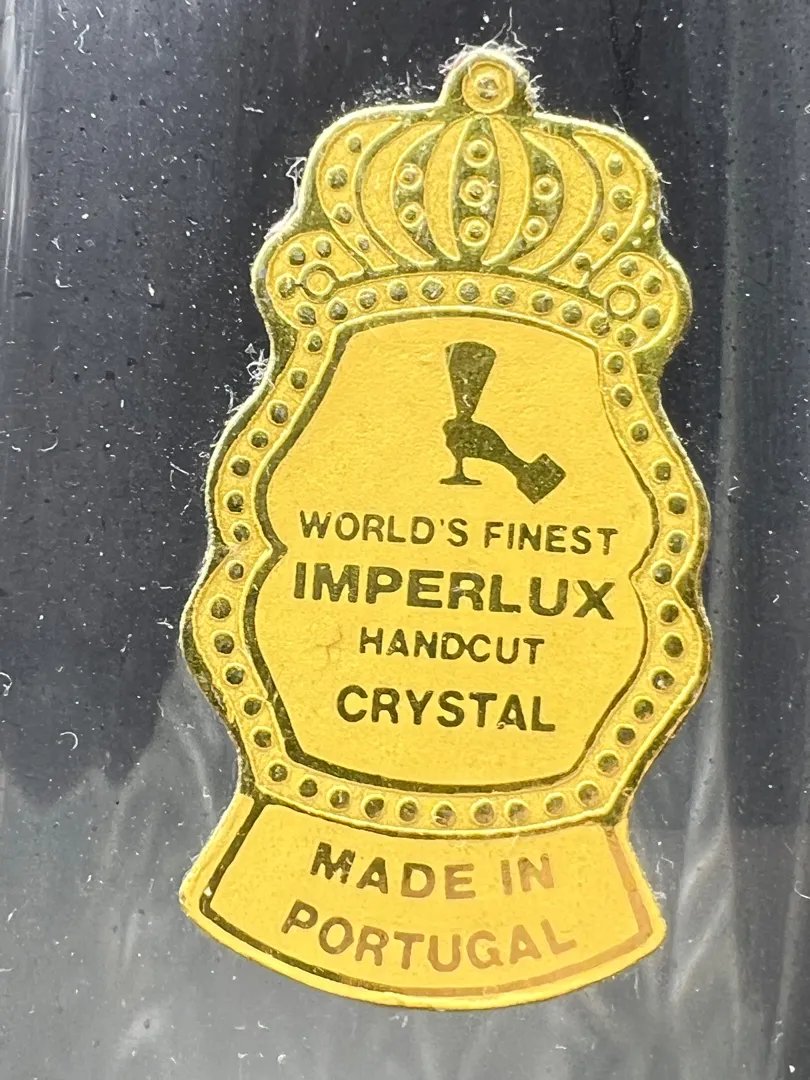 WORLD'S FINEST
IMPERLUX
HANDCUT
CRYSTAL
MADE IN
PORTUGAL